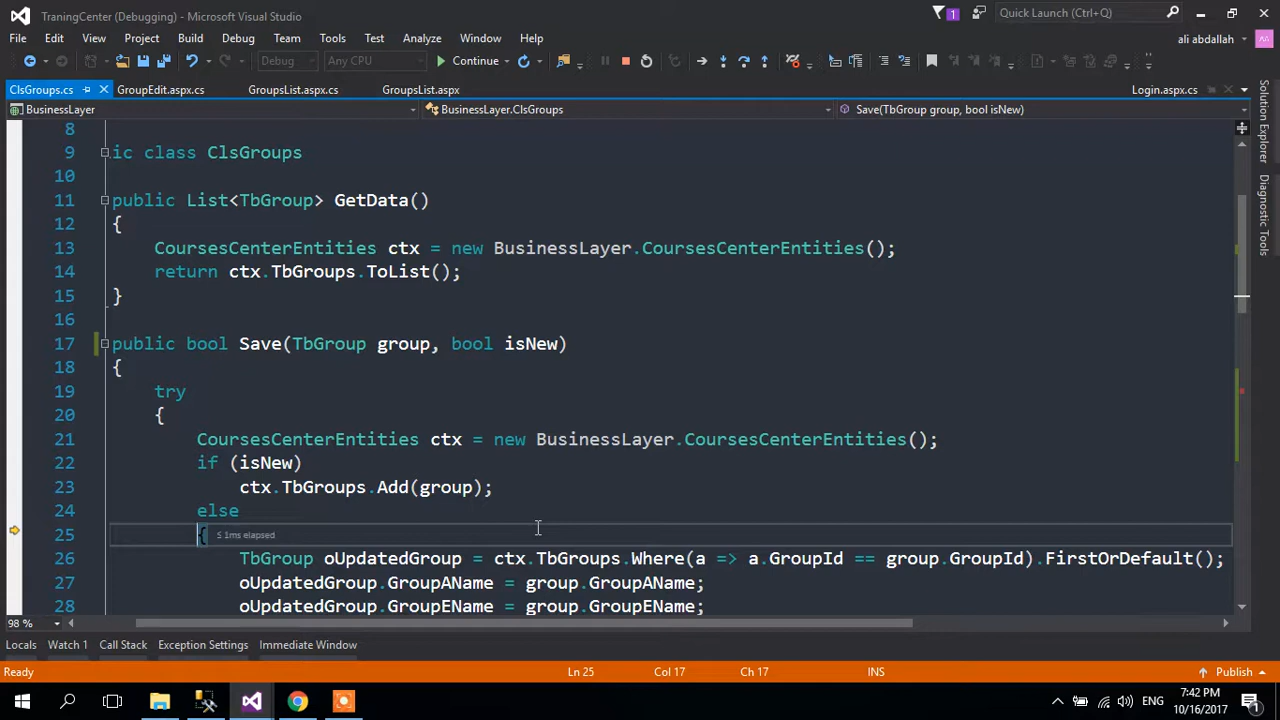 TraningCenter (Debugging) - Microsoft Visual Studio
1
Quick Launch (Ctrl+Q)
File Edit View Project Build Debug Team Tools Test Analyze Window Help
ali abdallah
AA
Debug Any CPU Continue
ClsGroups.cs GroupEdit.aspx.cs GroupsList.aspx.cs GroupsList.aspx Login.aspx.cs
BusinessLayer BusinessLayer.ClsGroups Save(TbGroup group, bool isNew)
8
9 ic class ClsGroups
10
11 public List<TbGroup> GetData()
12 {
13 CoursesCenterEntities ctx = new BusinessLayer.CoursesCenterEntities();
14 return ctx.TbGroups.ToList();
15 }
16
17 public bool Save(TbGroup group, bool isNew)
18 {
19 try
20 {
21 CoursesCenterEntities ctx = new BusinessLayer.CoursesCenterEntities();
22 if (isNew)
23 ctx.TbGroups.Add(group);
24 else
25 { ≤ 1ms elapsed
26 TbGroup oUpdatedGroup = ctx.TbGroups.Where(a => a.GroupId == group.GroupId).FirstOrDefault();
27 oUpdatedGroup.GroupAName = group.GroupAName;
28 oUpdatedGroup.GroupEName = group.GroupEName;
98 %
Solution Explorer
Diagnostic Tools
Locals Watch 1 Call Stack Exception Settings Immediate Window
Ready Ln 25 Col 17 Ch 17 INS Publish
ENG
7:42 PM
10/16/2017
1